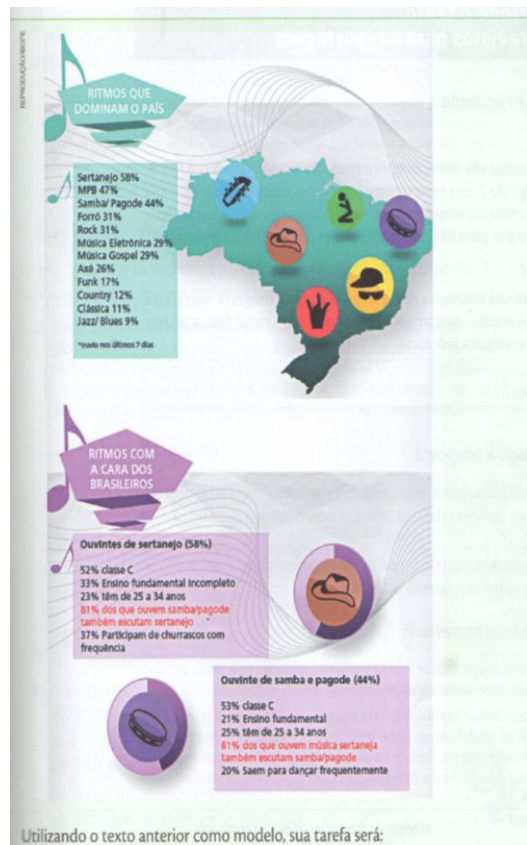 REPRODUÇÃO/IBOPE
RITMOS QUE
DOMINAM O PAÍS
Sertanejo 58%
MPB 47%
Samba/ Pagode 44%
Forró 31%
Rock 31%
Música Eletrônica 29%
Música Gospel 29%
Axé 26%
Funk 17%
Country 12%
Clássica 11%
Jazz/ Blues 9%
*ouviu nos últimos 7 dias
RITMOS COM
A CARA DOS
BRASILEIROS
Ouvintes de sertanejo (58%)
52% classe C
33% Ensino fundamental incompleto
23% têm de 25 a 34 anos
81% dos que ouvem samba/pagode
também escutam sertanejo
37% Participam de churrascos com
frequência
Ouvinte de samba e pagode (44%)
53% classe C
21% Ensino fundamental
25% têm de 25 a 34 anos
61% dos que ouvem música sertaneja
também escutam samba/pagode
20% Saem para dançar frequentemente
Utilizando o texto anterior como modelo, sua tarefa será: